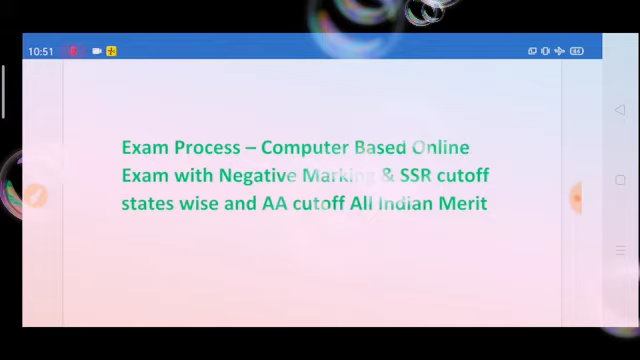 10:51
Exam Process – Computer Based Online
Exam with Negative Marking & SSR cutoff
states wise and AA cutoff All Indian Merit